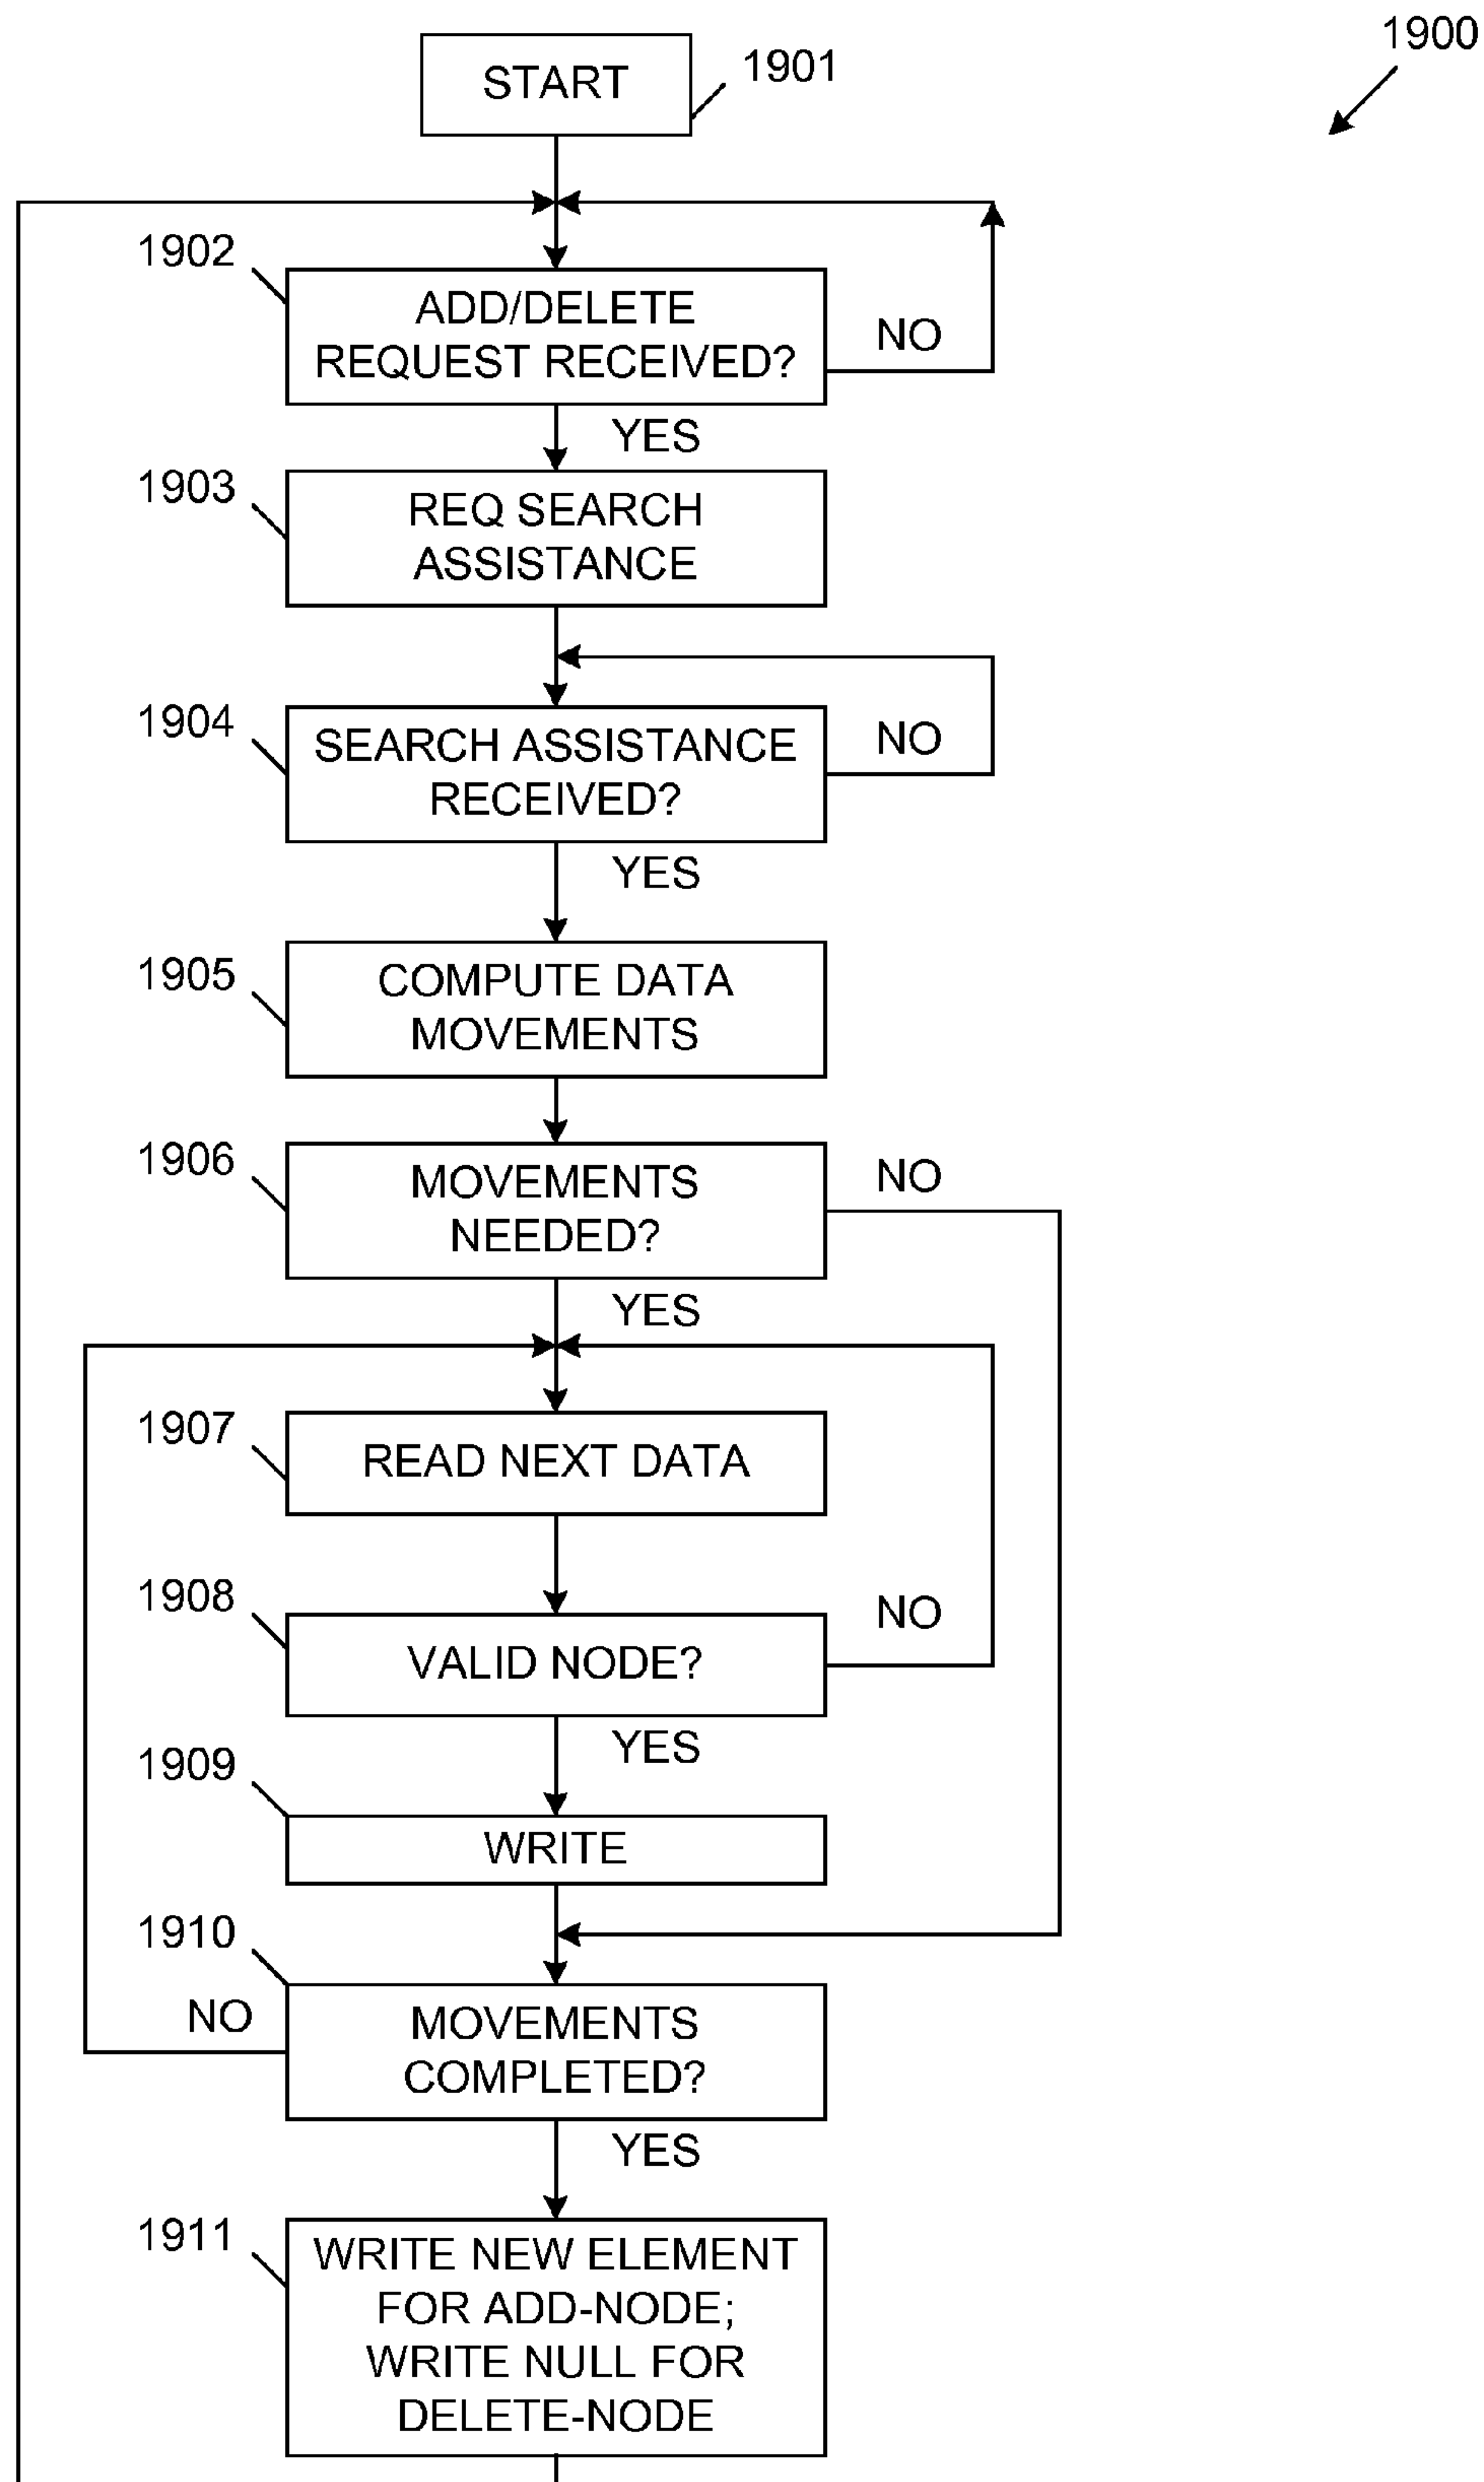 1900
START
1901
1902
ADD/DELETE
REQUEST RECEIVED?
NO
YES
1903
REQ SEARCH
ASSISTANCE
1904
SEARCH ASSISTANCE
RECEIVED?
NO
YES
1905
COMPUTE DATA
MOVEMENTS
1906
MOVEMENTS
NEEDED?
NO
YES
1907
READ NEXT DATA
1908
VALID NODE?
NO
YES
1909
WRITE
1910
NO
MOVEMENTS
COMPLETED?
YES
1911
WRITE NEW ELEMENT
FOR ADD-NODE;
WRITE NULL FOR
DELETE-NODE